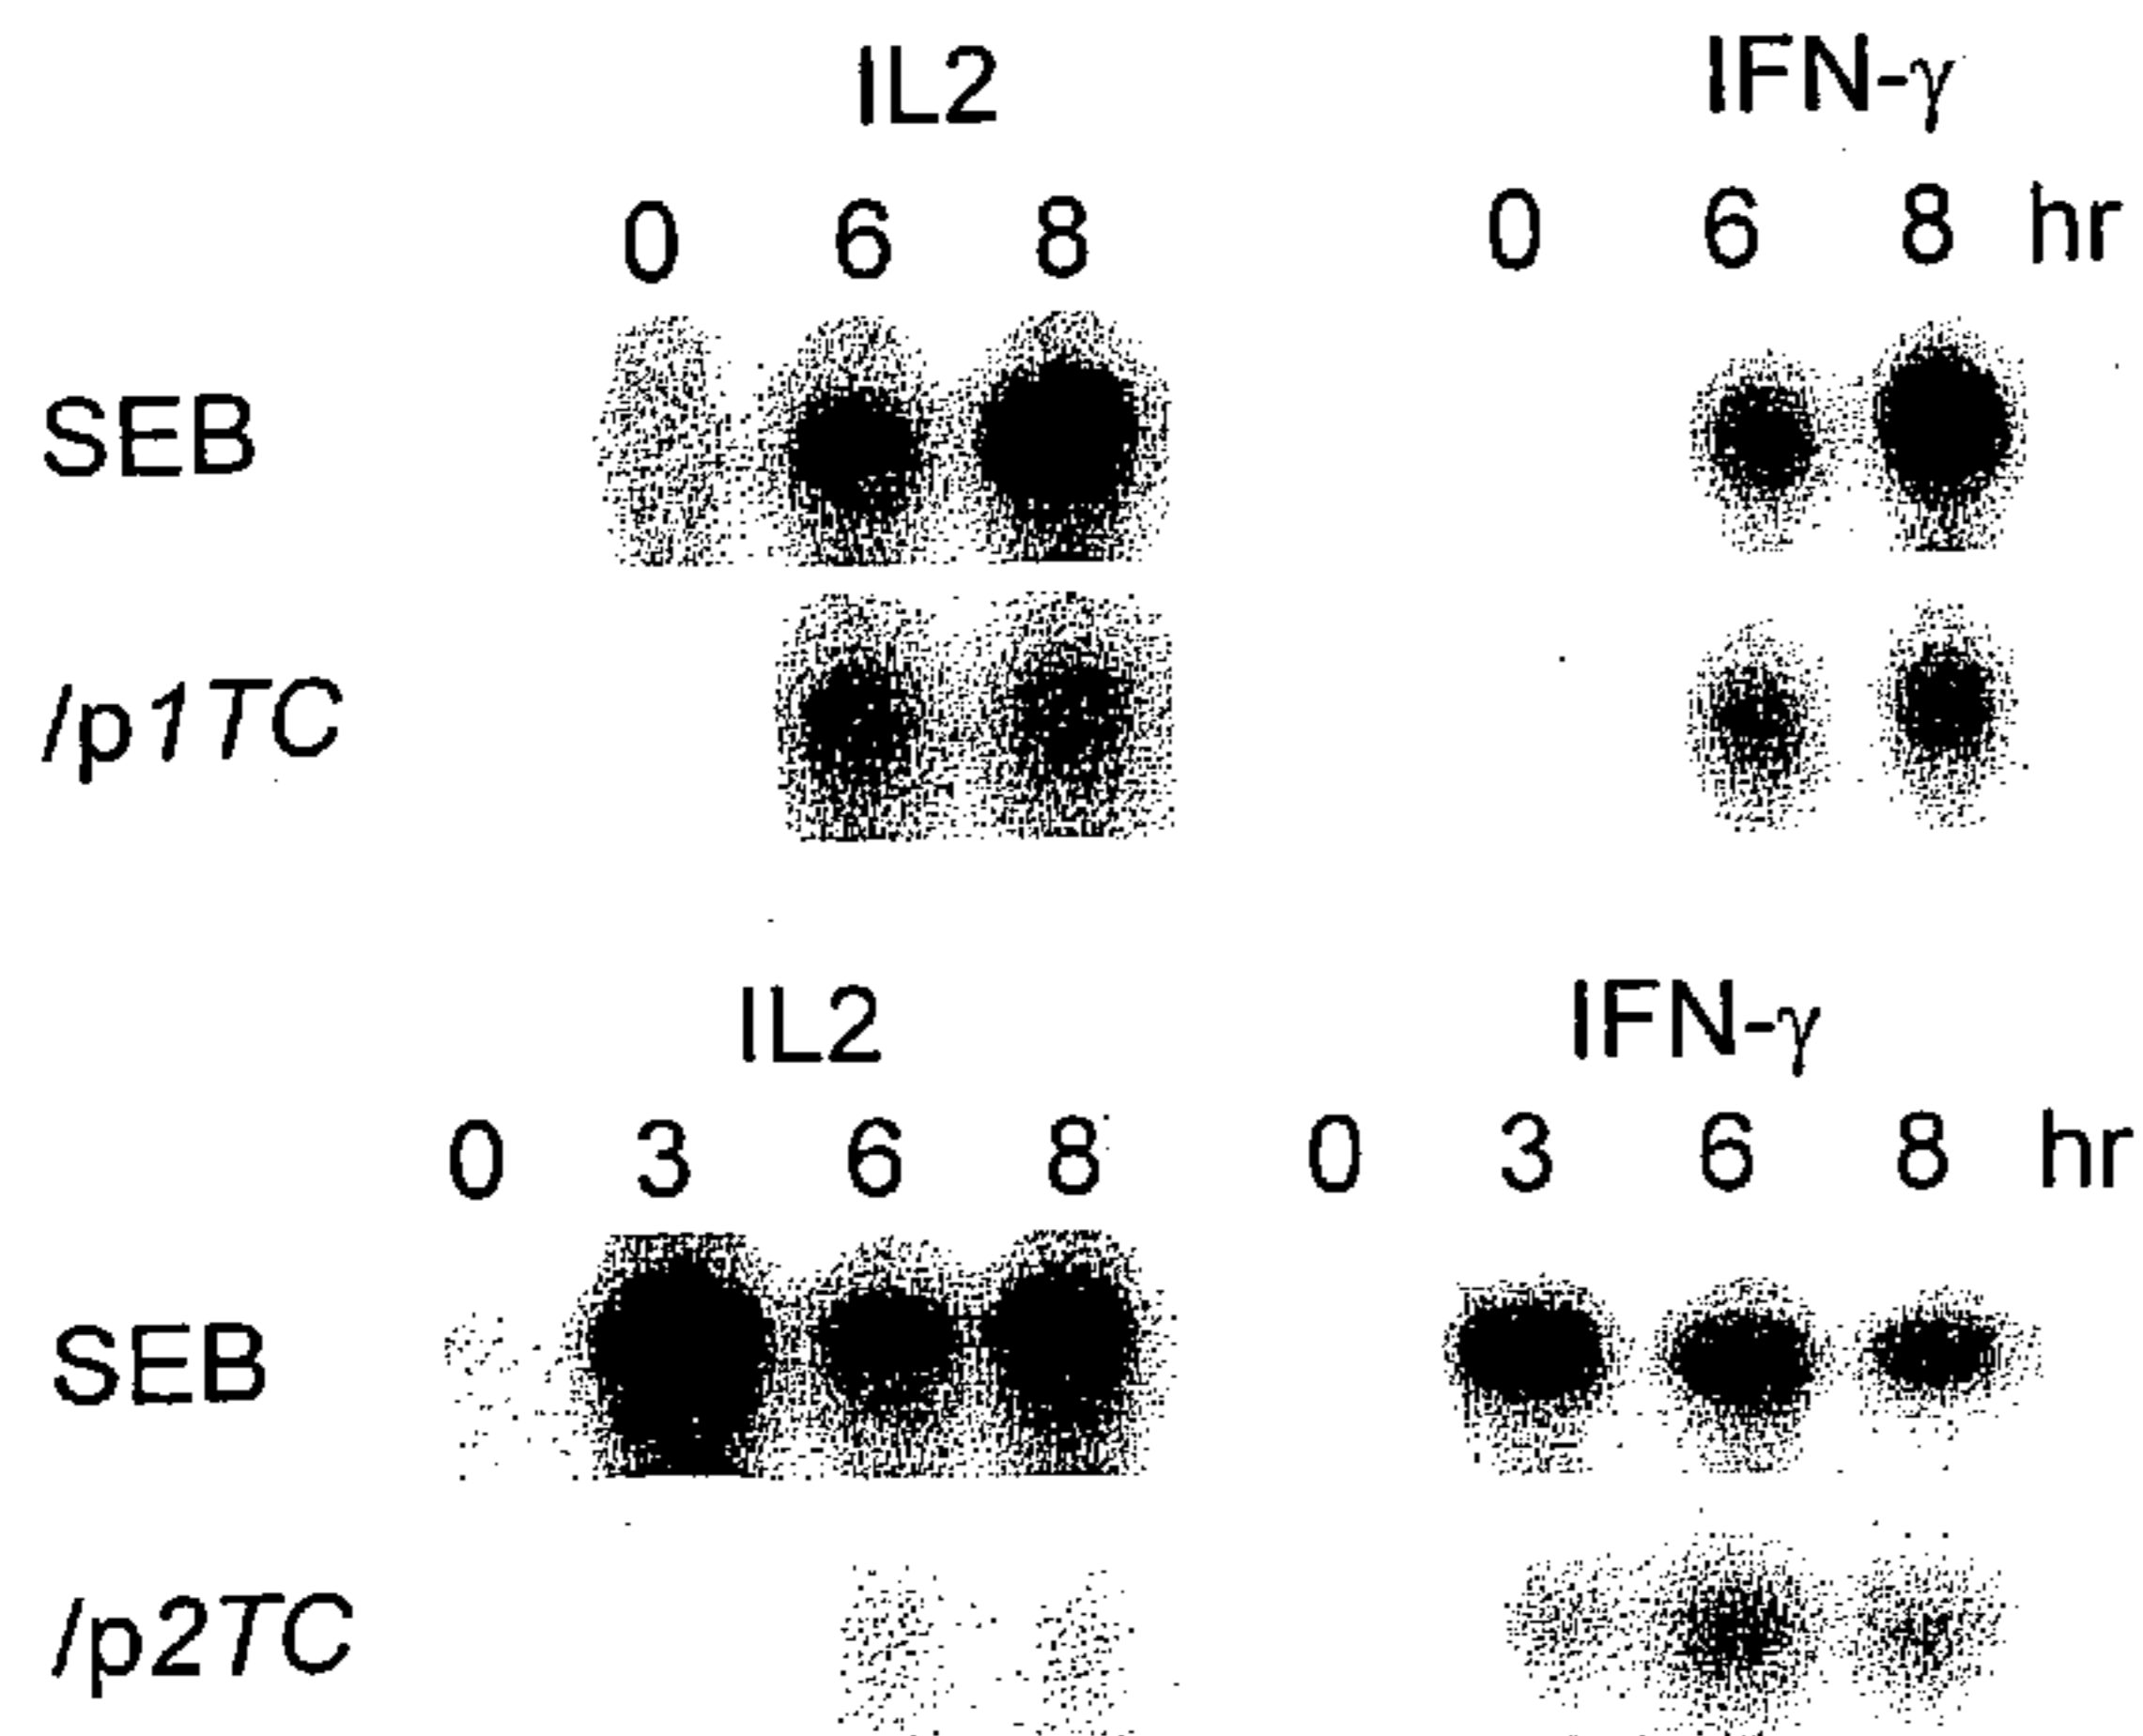 IL2 IFN-γ
0 6 8 0 6 8 hr
SEB
/p1TC
IL2 IFN-γ
0 3 6 8 0 3 6 8 hr
SEB
/p2TC